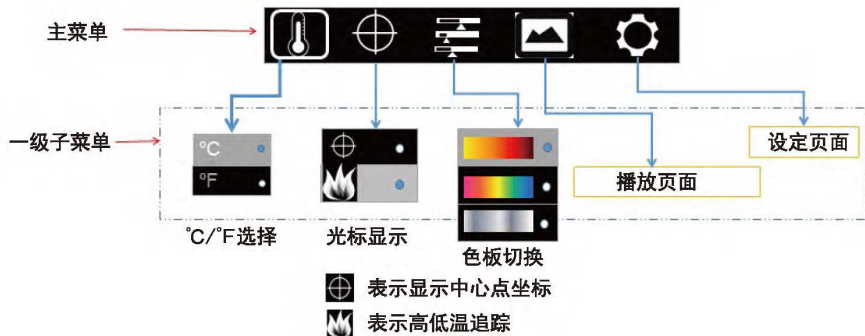 主菜单
一级子菜单
°C
°F
设定页面
播放页面
°C/°F选择
光标显示
色板切换
表示显示中心点坐标
表示高低温追踪